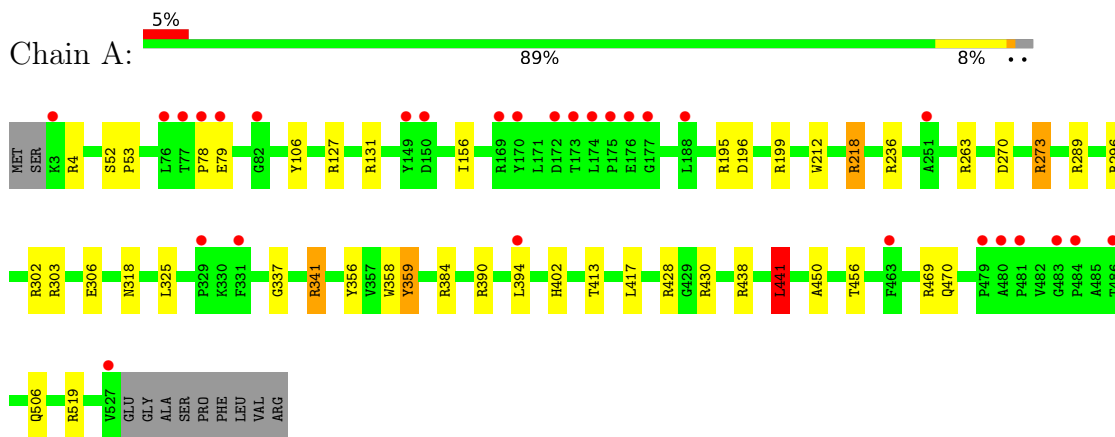 5%
Chain A:
89% 8% • •
MET SER K3 R4 S52 P53 L76 T77 P78 E79 G82 Y106 R127 R131 Y149 D150 I156 R169 Y170 L171 D172 T173 L174 P175 E176 G177 L188 R195 D196 R199 W212 R218 R236 A251 R263 D270 R273 R289
R302 R303 E306 N318 L325 P329 K330 F331 G337 R341 Y356 V357 W358 Y359 R384 R390 L394 H402 T413 L417 R428 G429 R430 R438 L441 A450 T456 F463 R469 Q470 P479 A480 P481 V482 G483 P484 A485 T486
Q506 R519 V527 GLU GLY ALA SER PRO PHE LEU VAL ARG